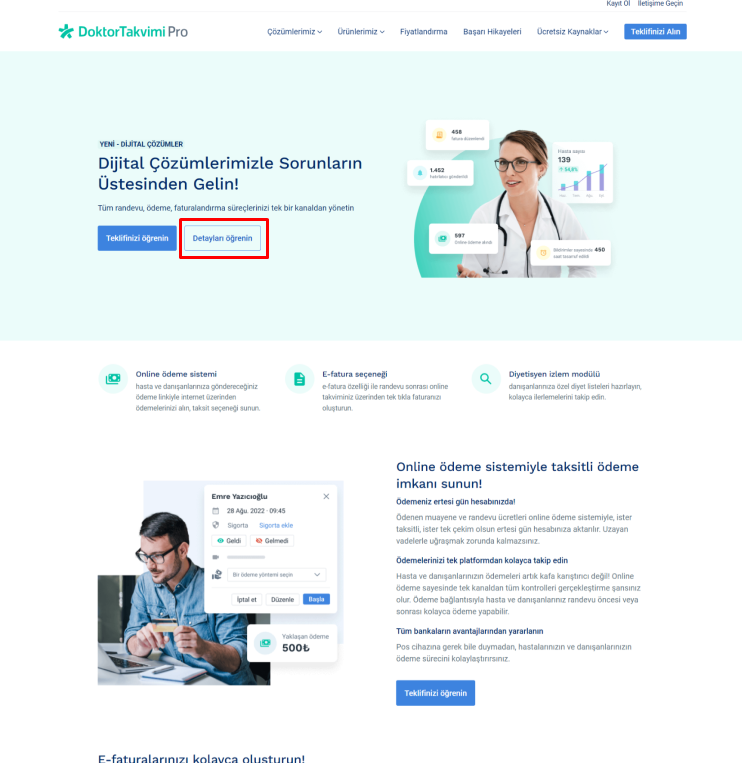 Kayıt Ol İletişime Geçin
DoktorTakvimi Pro
Çözümlerimiz Ürünlerimiz Fiyatlandırma Başarı Hikayeleri Ücretsiz Kaynaklar Teklifinizi Alın
YENİ - DİJİTAL ÇÖZÜMLER
Dijital Çözümlerimizle Sorunların
Üstesinden Gelin!
Tüm randevu, ödeme, faturalandırma süreçlerinizi tek bir kanaldan yönetin
Teklifinizi öğrenin
Detayları öğrenin
458
fatura düzenlendi
1.452
hatırlatıcı gönderildi
Hasta sayısı
139
54,8%
597
Online ödeme alındı
Bildirimler sayesinde 450
saat tasarruf edildi
Online ödeme sistemi
hasta ve danışanlarınıza göndereceğiniz
ödeme linkiyle internet üzerinden
ödemelerinizi alın, taksit seçeneği sunun.
E-fatura seçeneği
e-fatura özelliği ile randevu sonrası online
takviminiz üzerinden tek tıkla faturanızı
oluşturun.
Diyetisyen izlem modülü
danışanlarınıza özel diyet listeleri hazırlayın,
kolayca ilerlemelerini takip edin.
Emre Yazıcıoğlu
28 Ağu. 2022 · 09:45
Sigorta Sigorta ekle
Geldi Gelmedi
Bir ödeme yöntemi seçin
İptal et Düzenle Başla
Yaklaşan ödeme
500₺
Online ödeme sistemiyle taksitli ödeme
imkanı sunun!
Ödemeniz ertesi gün hesabınızda!
Ödenen muayene ve randevu ücretleri online ödeme sistemiyle, ister
taksitli, ister tek çekim olsun ertesi gün hesabınıza aktarılır. Uzayan
vadelerle uğraşmak zorunda kalmazsınız.
Ödemelerinizi tek platformdan kolayca takip edin
Hasta ve danışanlarınızın ödemeleri artık kafa karıştırıcı değil! Online
ödeme sayesinde tek kanaldan tüm kontrolleri gerçekleştirme şansınız
olur. Ödeme bağlantısıyla hasta ve danışanlarınız randevu öncesi veya
sonrası kolayca ödeme yapabilir.
Tüm bankaların avantajlarından yararlanın
Pos cihazına gerek bile duymadan, hastalarınızın ve danışanlarınızın
ödeme sürecini kolaylaştırırsınız.
Teklifinizi öğrenin
E-faturalarınızı kolayca oluşturun!